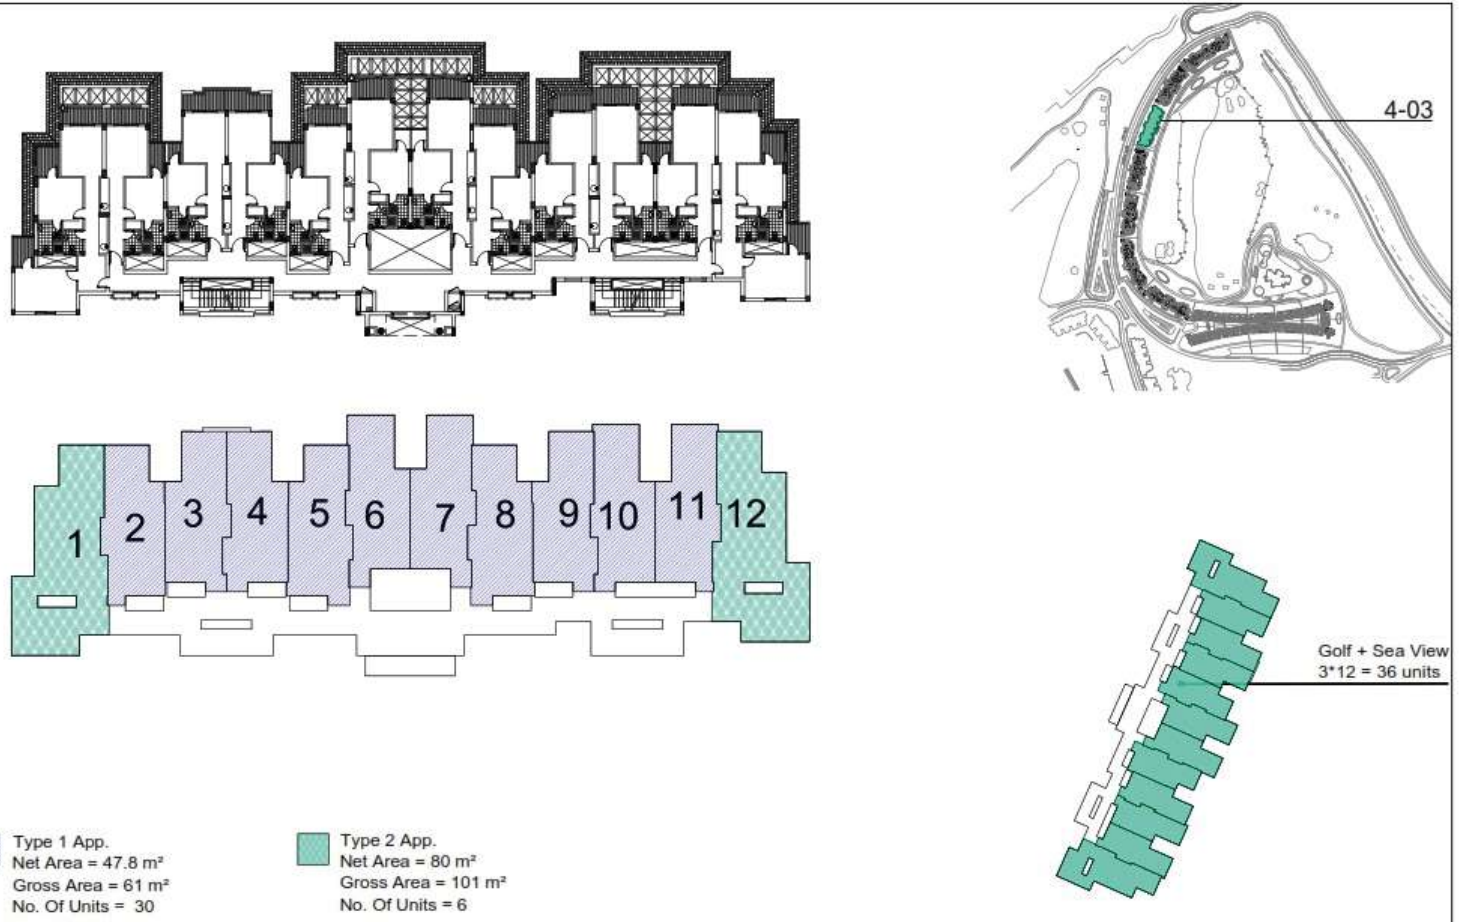 4-03
1
2
3
4
5
6
7
8
9
10
11
12
Golf + Sea View
3*12 = 36 units
Type 1 App.
Net Area = 47.8 m²
Gross Area = 61 m²
No. Of Units = 30
Type 2 App.
Net Area = 80 m²
Gross Area = 101 m²
No. Of Units = 6